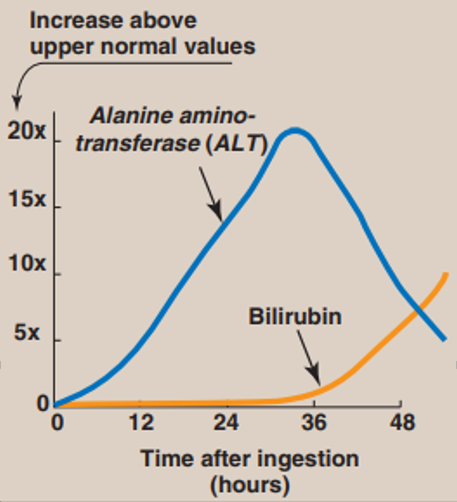 Increase above
upper normal values
Alanine amino-
transferase (ALT)
20x
15x
10x
5x
0
Bilirubin
0 12 24 36 48
Time after ingestion
(hours)